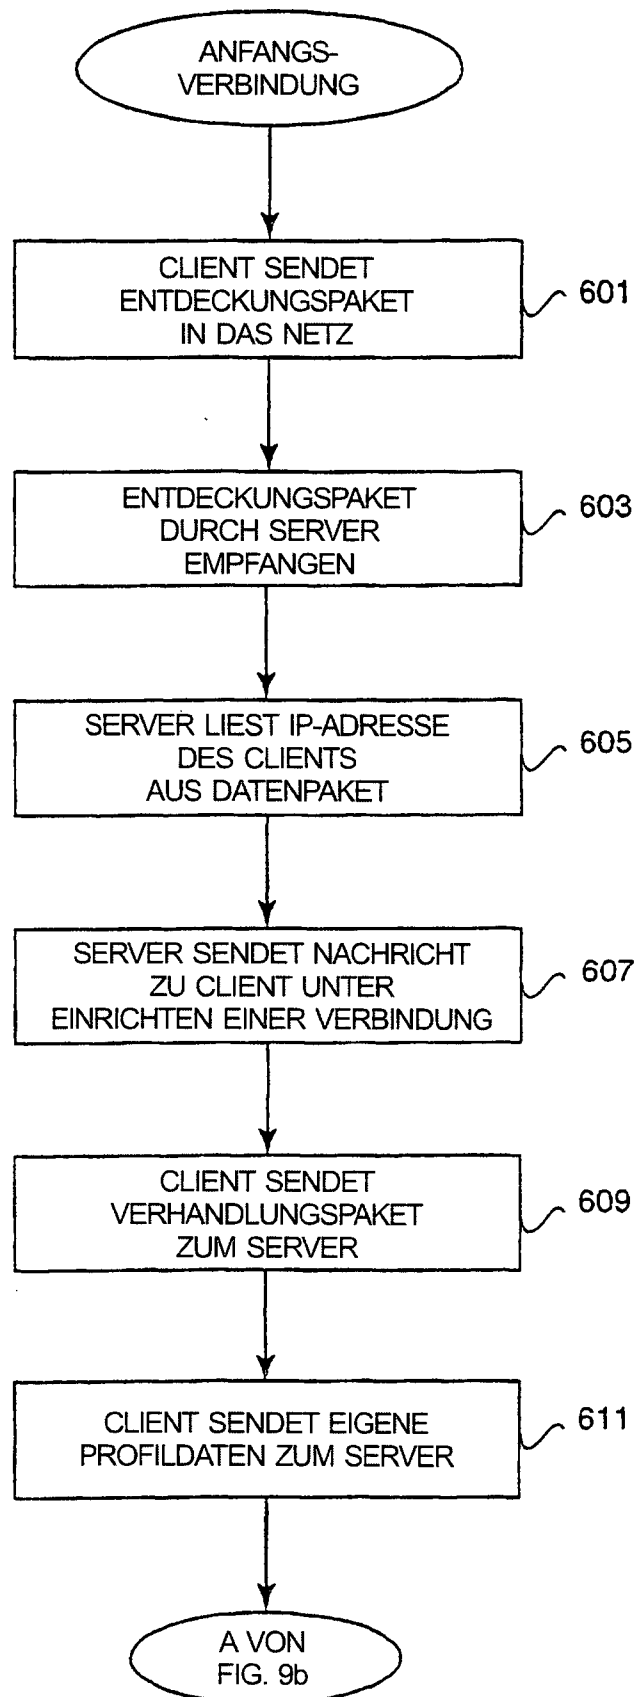 ANFANGS-
VERBINDUNG
CLIENT SENDET
ENTDECKUNGSPAKET
IN DAS NETZ
601
ENTDECKUNGSPAKET
DURCH SERVER
EMPFANGEN
603
SERVER LIEST IP-ADRESSE
DES CLIENTS
AUS DATENPAKET
605
SERVER SENDET NACHRICHT
ZU CLIENT UNTER
EINRICHTEN EINER VERBINDUNG
607
CLIENT SENDET
VERHANDLUNGSPAKET
ZUM SERVER
609
CLIENT SENDET EIGENE
PROFILDATEN ZUM SERVER
611
A VON
FIG. 9b